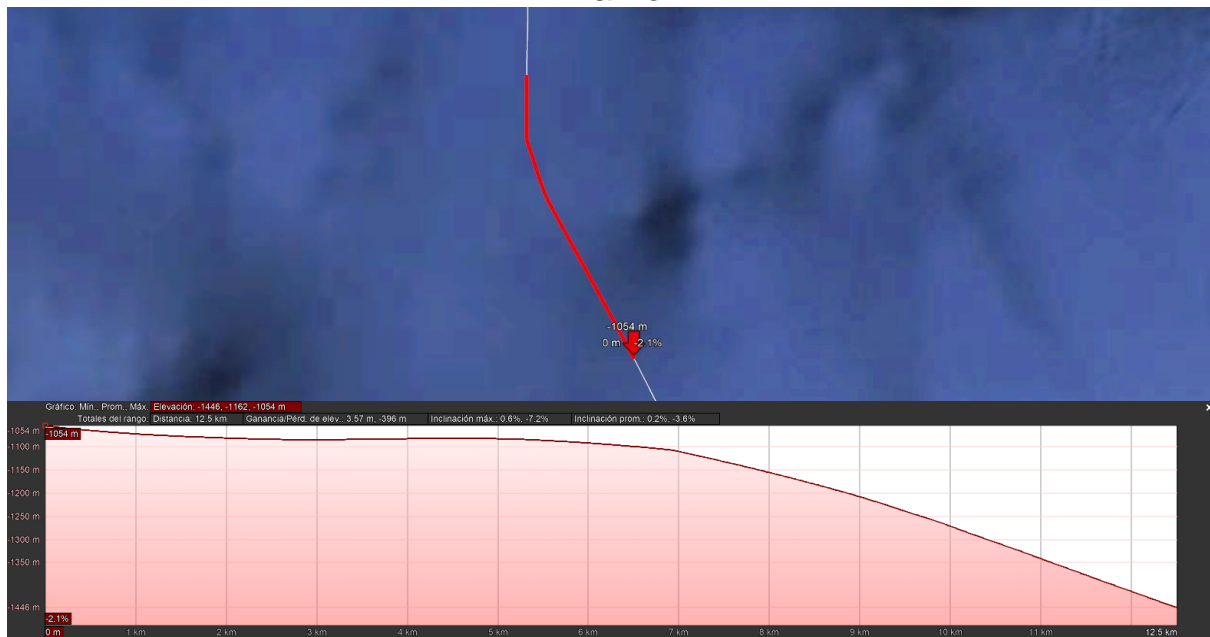 -1054 m
0 m -2.1%
Gráfico: Mín., Prom., Máx. Elevación: -1446, -1162, -1054 m
Totales del rango: Distancia: 12.5 km Ganancia/Pérd. de elev.: 3.57 m, -396 m Inclinación máx.: 0.6%, -7.2% Inclinación prom.: 0.2%, -3.6%
-1054 m
-1054 m
-1100 m
-1150 m
-1200 m
-1250 m
-1300 m
-1350 m
-1446 m
-2.1%
0 m 1 km 2 km 3 km 4 km 5 km 6 km 7 km 8 km 9 km 10 km 11 km 12.5 km